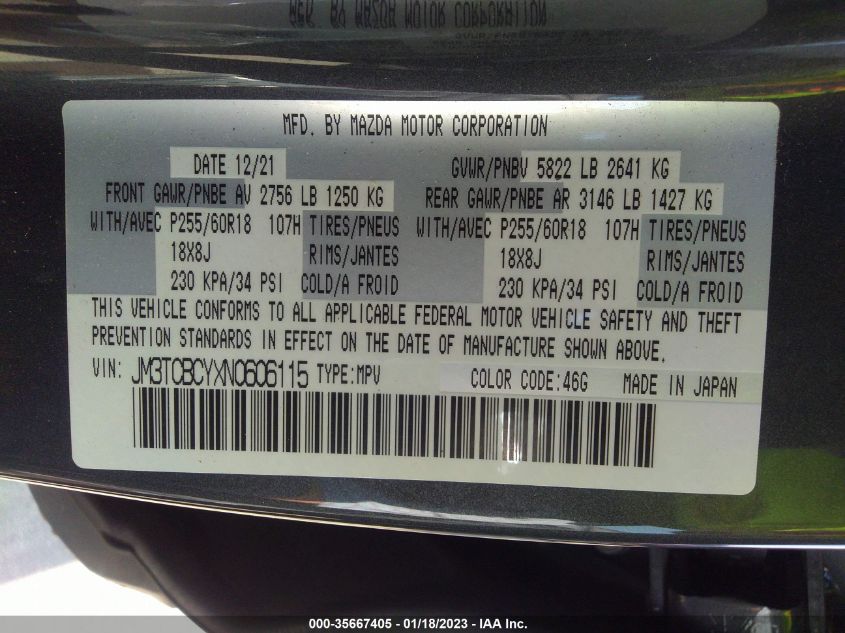 MFD. BY MAZDA MOTOR CORPORATION
DATE 12/21 GVWR/PNBV 5822 LB 2641 KG
FRONT GAWR/PNBE AV 2756 LB 1250 KG REAR GAWR/PNBE AR 3146 LB 1427 KG
WITH/AVEC P255/60R18 107H TIRES/PNEUS WITH/AVEC P255/60R18 107H TIRES/PNEUS
18X8J RIMS/JANTES 18X8J RIMS/JANTES
230 KPA/34 PSI COLD/A FROID 230 KPA/34 PSI COLD/A FROID
THIS VEHICLE CONFORMS TO ALL APPLICABLE FEDERAL MOTOR VEHICLE SAFETY AND THEFT
PREVENTION STANDARDS IN EFFECT ON THE DATE OF MANUFACTURE SHOWN ABOVE.
VIN: JM3TCBCYXN0606115 TYPE:MPV COLOR CODE:46G MADE IN JAPAN
000-35667405 - 01/18/2023 - IAA Inc.